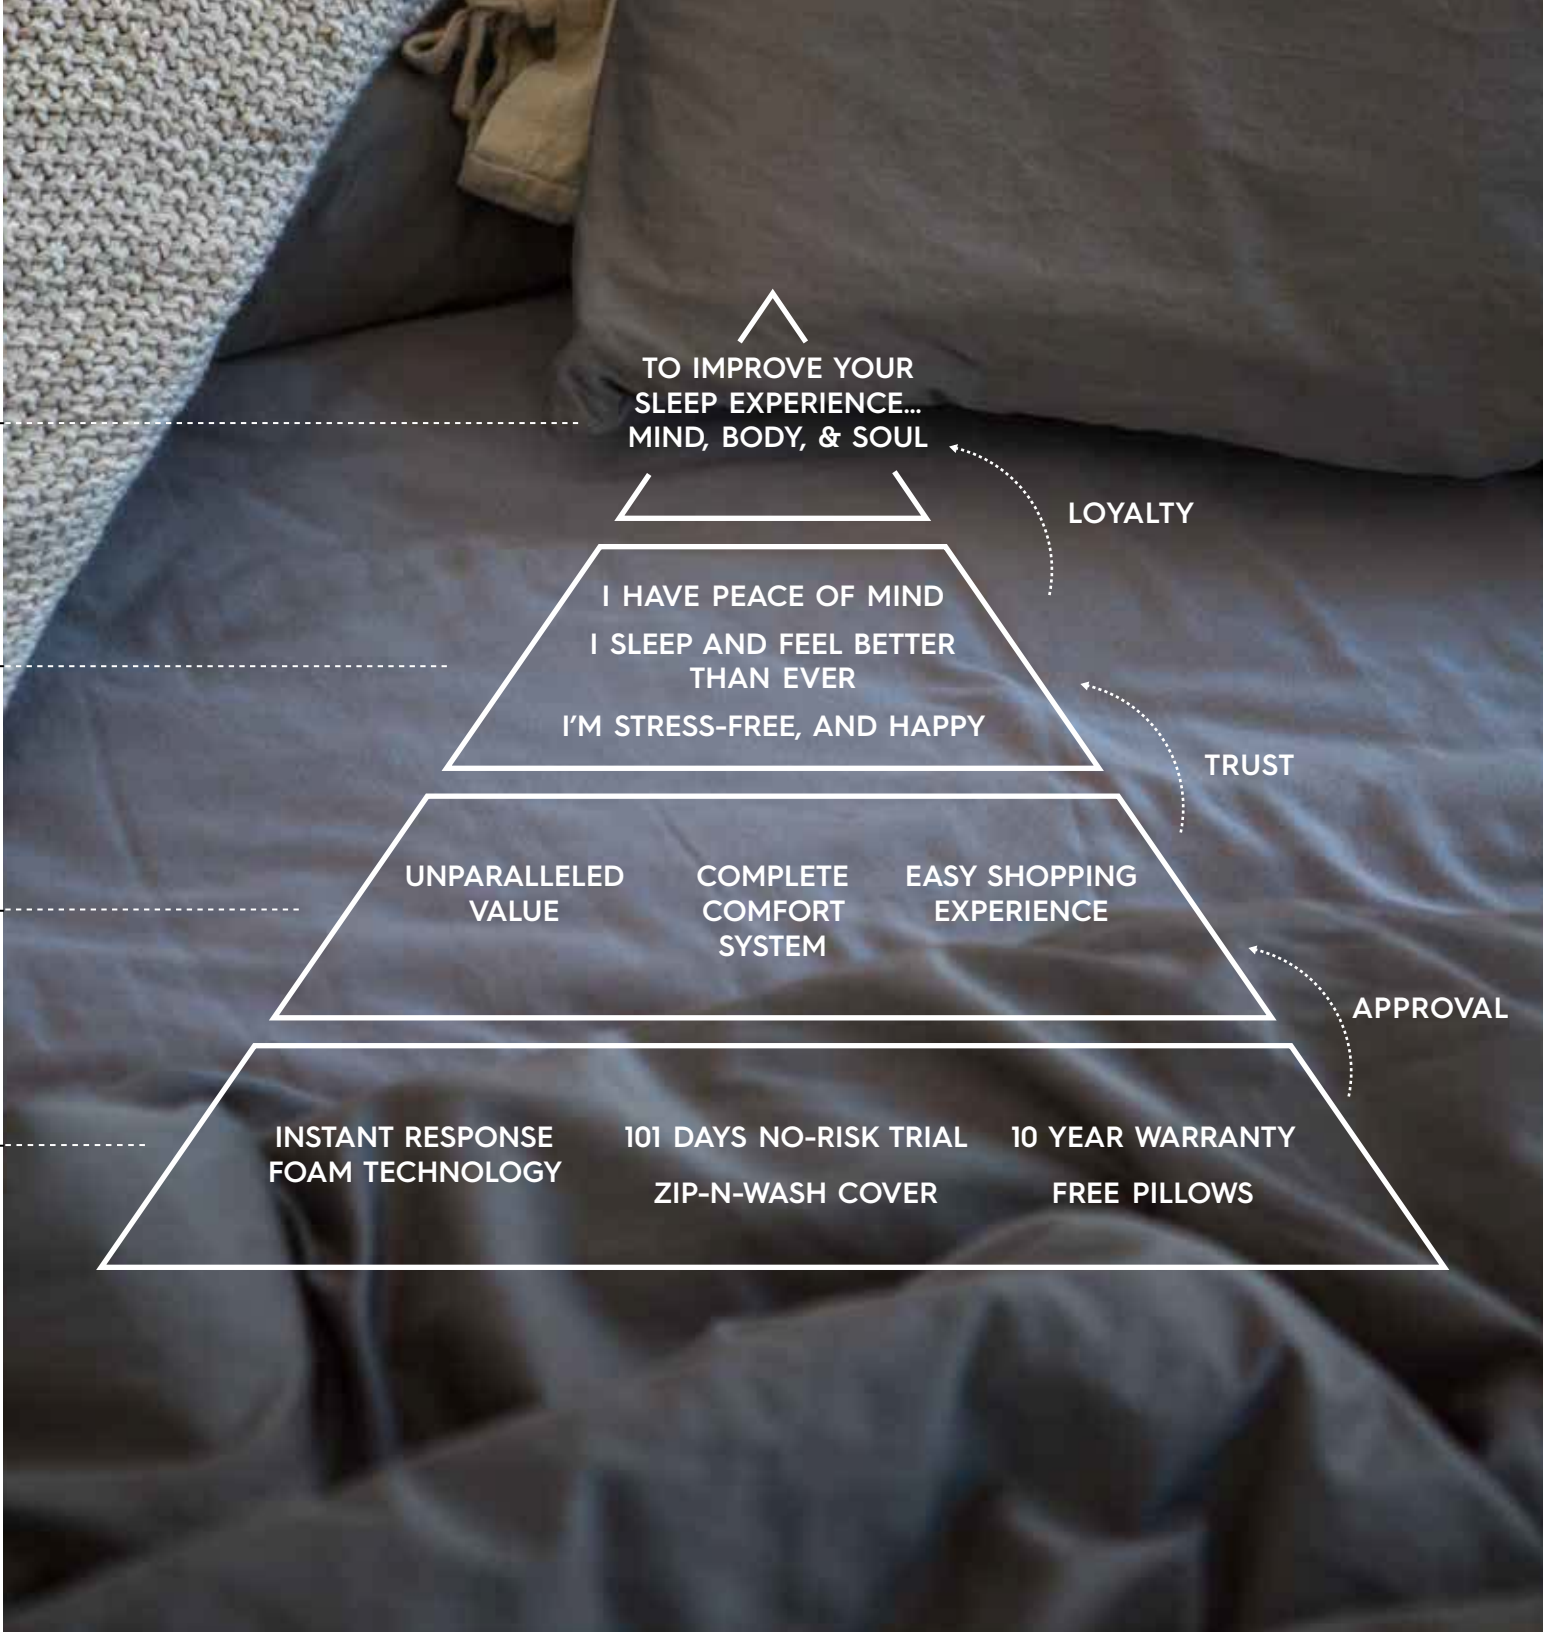 TO IMPROVE YOUR
SLEEP EXPERIENCE...
MIND, BODY, & SOUL
LOYALTY
I HAVE PEACE OF MIND
I SLEEP AND FEEL BETTER
THAN EVER
I'M STRESS-FREE, AND HAPPY
TRUST
UNPARALLELED
VALUE
COMPLETE
COMFORT
SYSTEM
EASY SHOPPING
EXPERIENCE
APPROVAL
INSTANT RESPONSE
FOAM TECHNOLOGY
101 DAYS NO-RISK TRIAL
ZIP-N-WASH COVER
10 YEAR WARRANTY
FREE PILLOWS